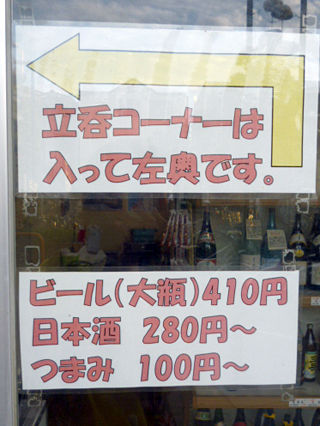 立呑コーナーは
入って左奥です。
ビール(大瓶)410円
日本酒 280円～
つまみ 100円～